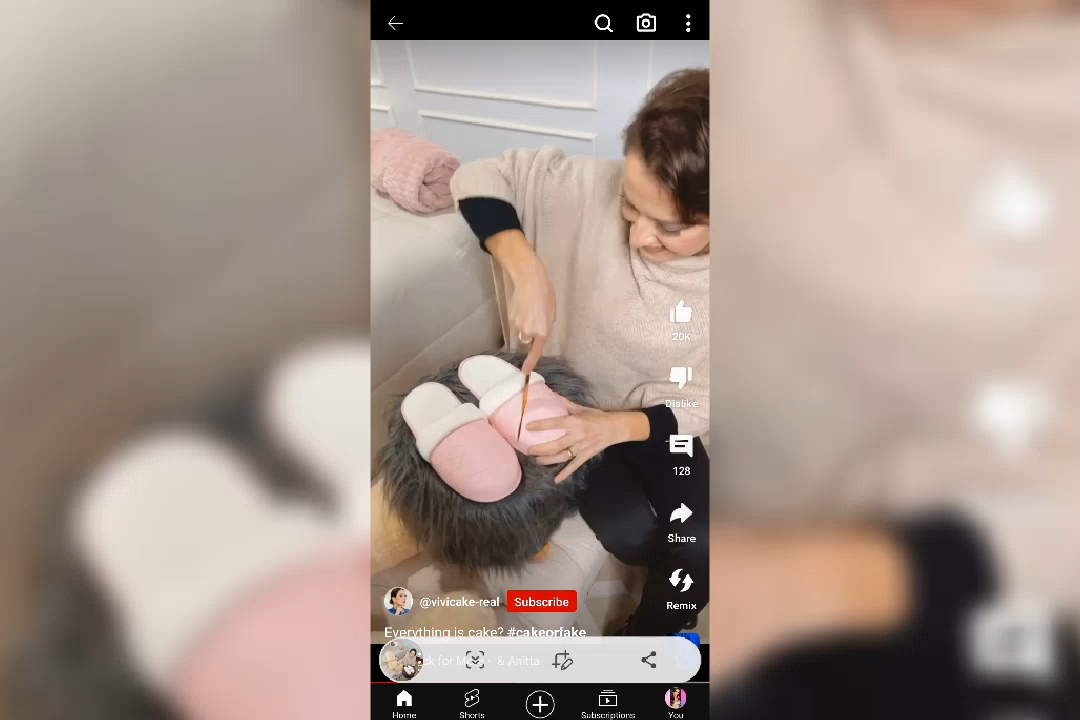 20K
Dislike
128
Share
Remix
@vivicake-real Subscribe
Everything is cake? #cakeorfake
& Anitta
Home Shorts Subscriptions You